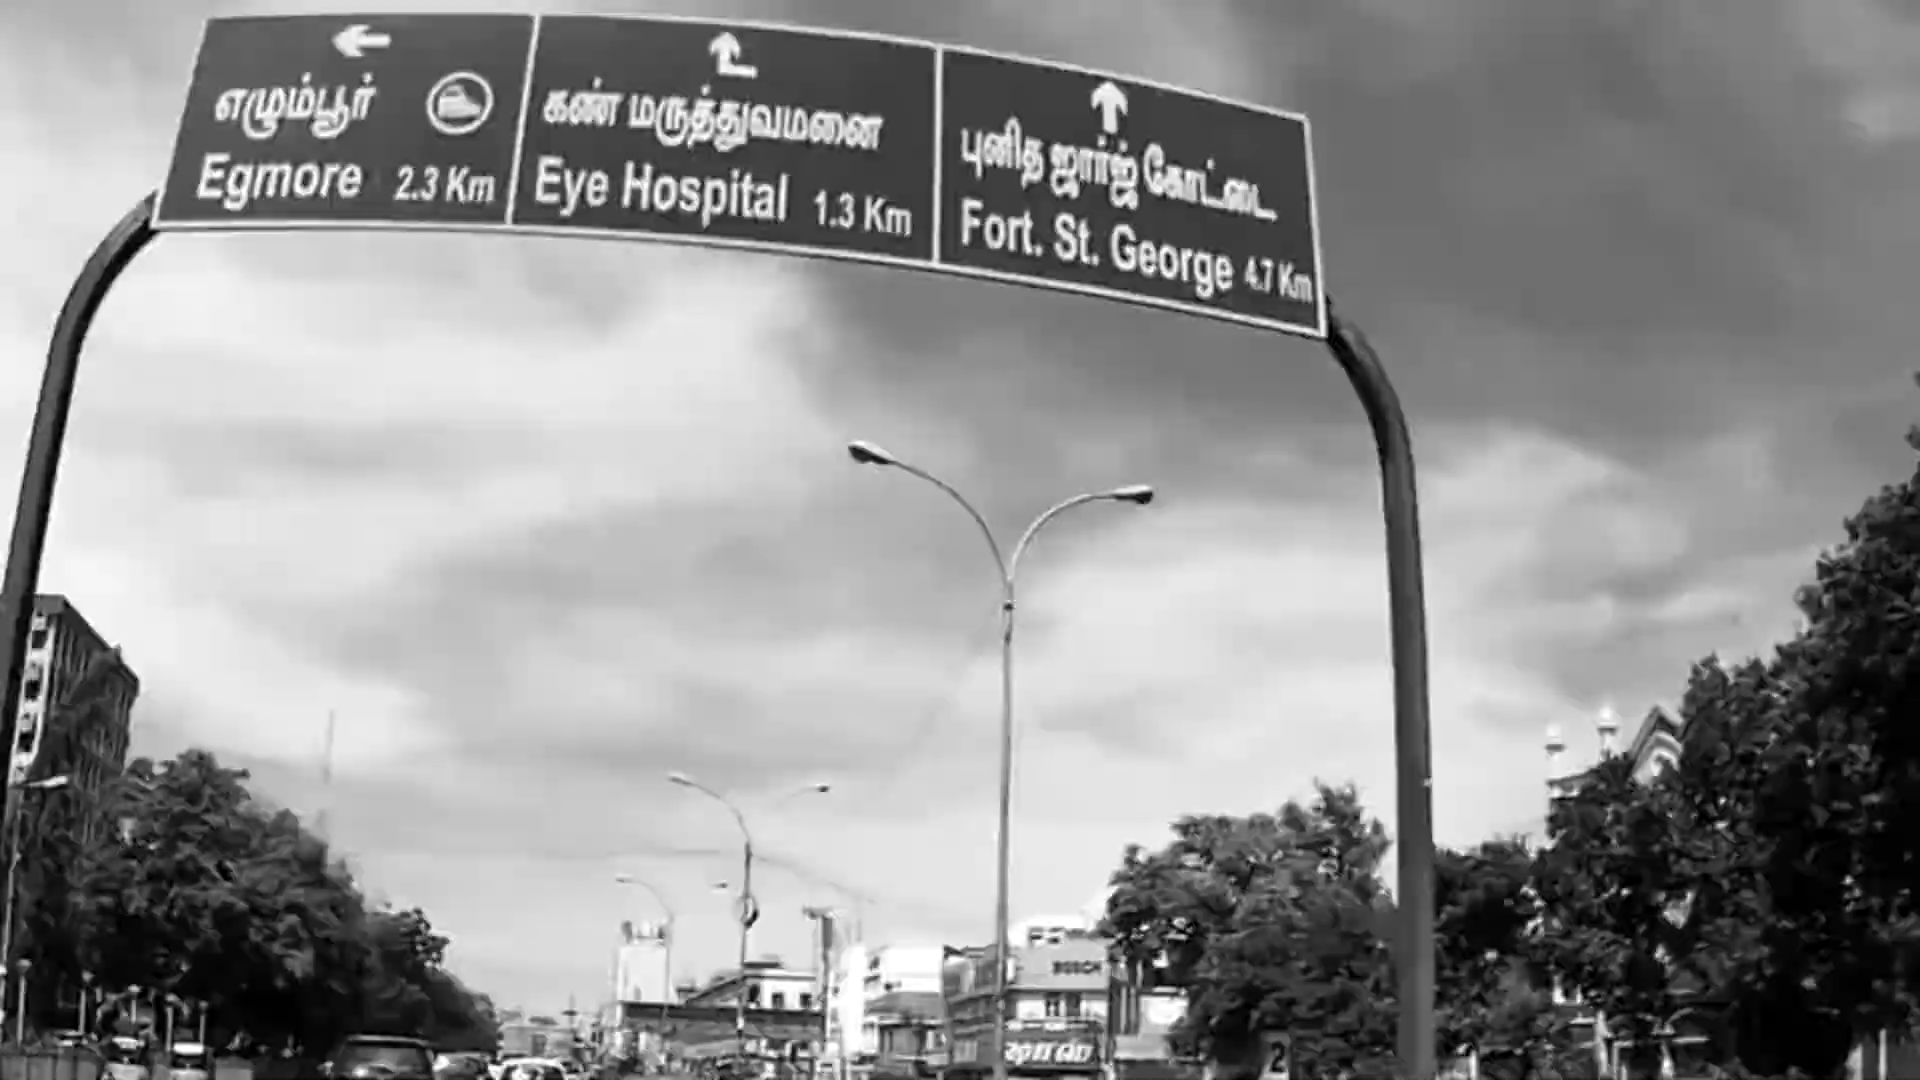 எழும்பூர்
Egmore 2.3 Km
கண் மருத்துவமனை
Eye Hospital 1.3 Km
புனித ஜார்ஜ் கோட்டை
Fort. St. George 4.7 Km
2